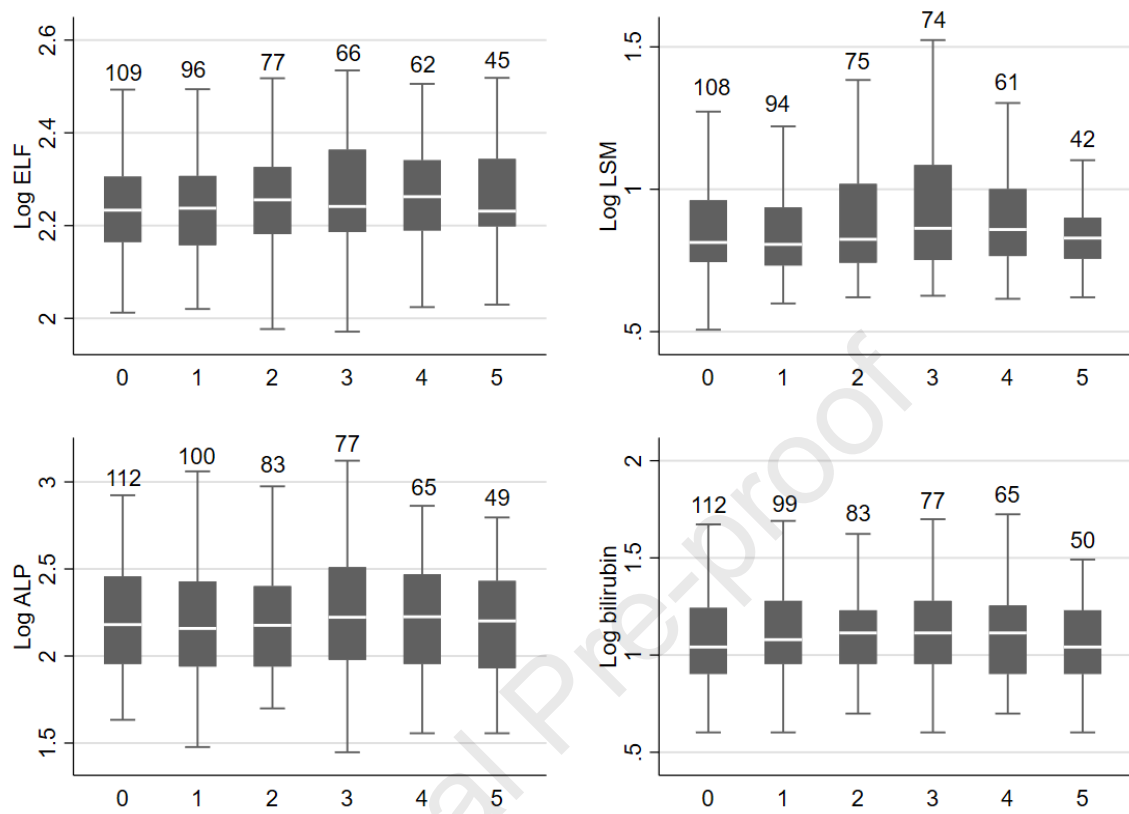 Log ELF
2.6
2.4
2.2
2
109 96 77 66 62 45
0 1 2 3 4 5
Log LSM
1.5
1
.5
108 94 75 74 61 42
0 1 2 3 4 5
Log ALP
3
2.5
2
1.5
112 100 83 77 65 49
0 1 2 3 4 5
Log bilirubin
2
1.5
1
.5
112 99 83 77 65 50
0 1 2 3 4 5
al Pre-proof